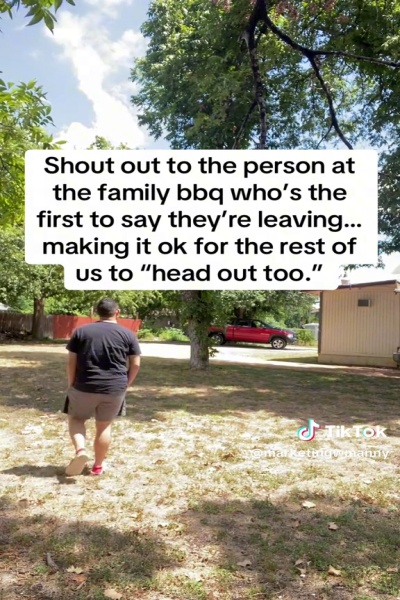 Shout out to the person at
the family bbq who’s the
first to say they’re leaving...
making it ok for the rest of
us to “head out too.”
TikTok
@marketingwmanny